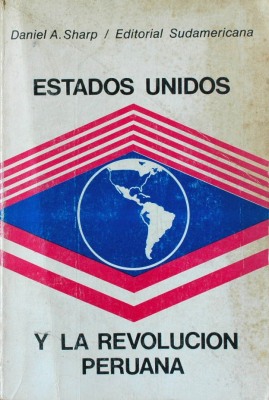 Daniel A. Sharp / Editorial Sudamericana
ESTADOS UNIDOS
Y LA REVOLUCION
PERUANA